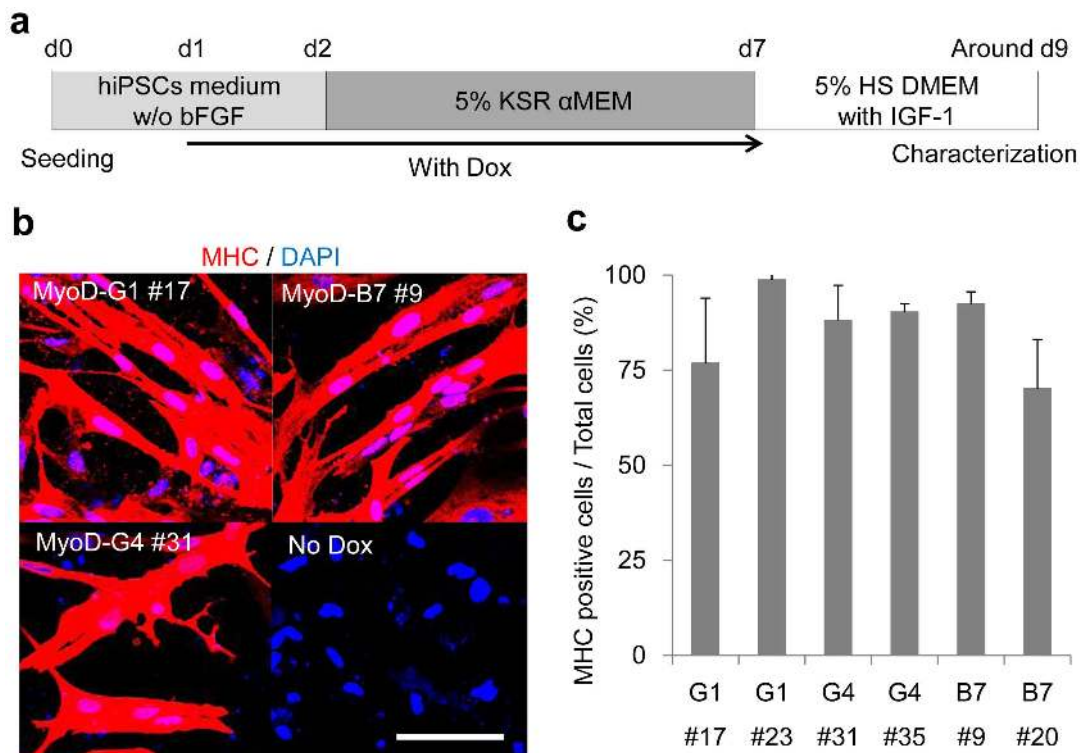 a
d0 d1 d2 d7 Around d9
hiPSCs medium
w/o bFGF
5% KSR αMEM
5% HS DMEM
with IGF-1
Seeding
With Dox
Characterization
b
MHC / DAPI
MyoD-G1 #17
MyoD-B7 #9
MyoD-G4 #31
No Dox
c
MHC positive cells / Total cells (%)
100
75
50
25
0
G1 G1 G4 G4 B7 B7
#17 #23 #31 #35 #9 #20